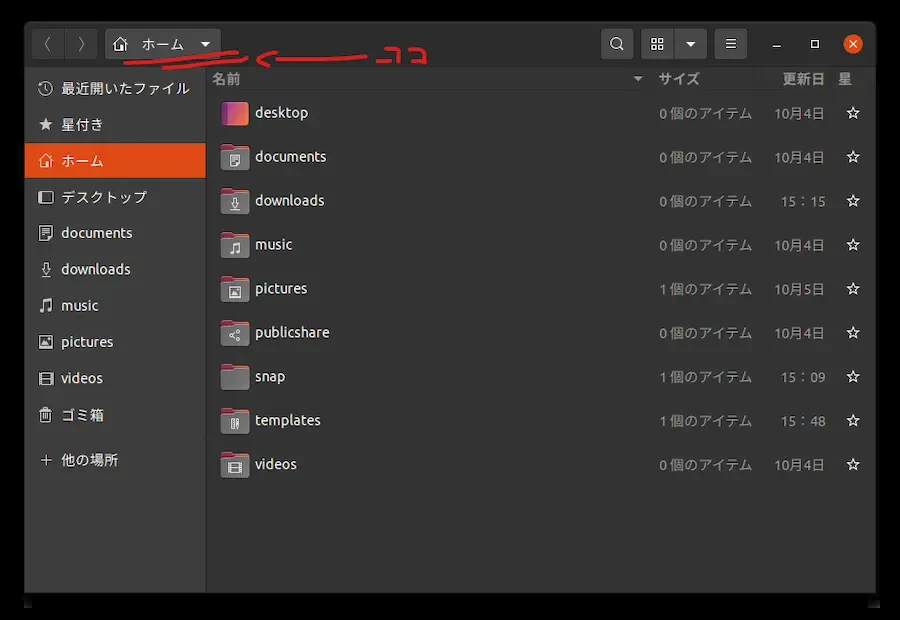 ホーム
ココ
最近開いたファイル
星付き
ホーム
デスクトップ
documents
downloads
music
pictures
videos
ゴミ箱
他の場所
名前 サイズ 更新日 星
desktop 0 個のアイテム 10月4日
documents 0 個のアイテム 10月4日
downloads 0 個のアイテム 15：15
music 0 個のアイテム 10月4日
pictures 1 個のアイテム 10月5日
publicshare 0 個のアイテム 10月4日
snap 1 個のアイテム 15：09
templates 1 個のアイテム 15：48
videos 0 個のアイテム 10月4日